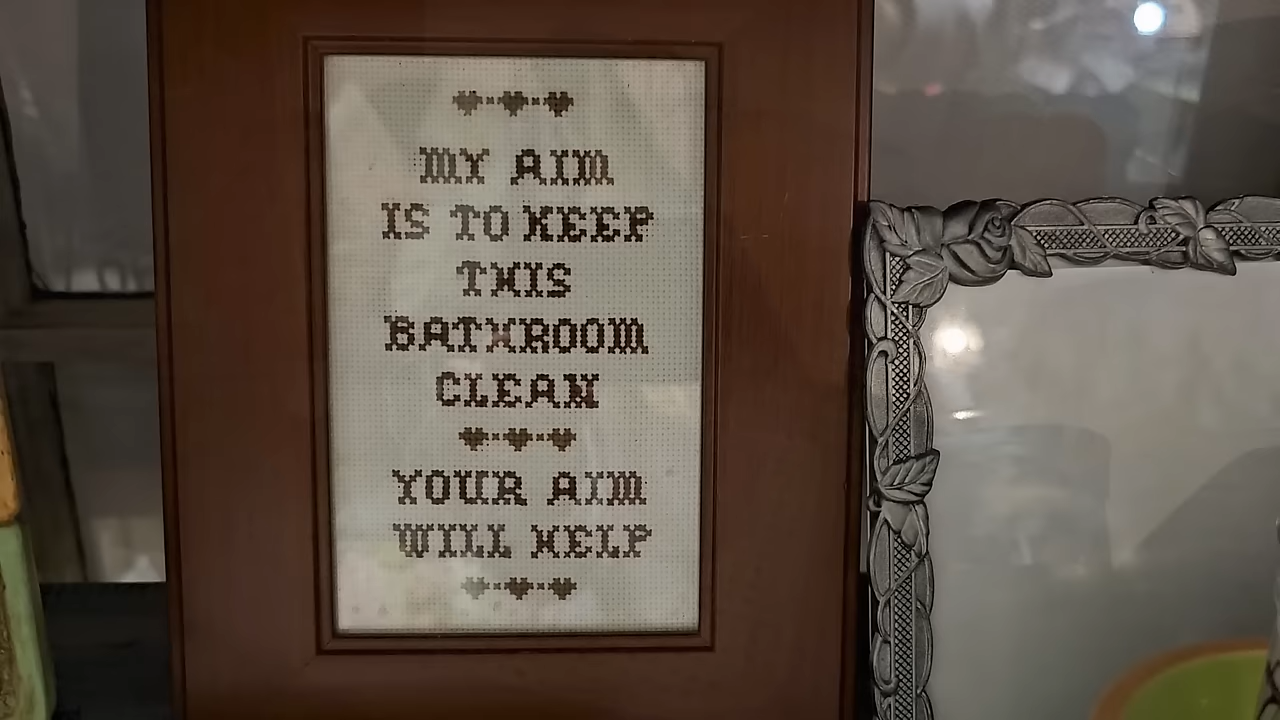 MY AIM
IS TO KEEP
THIS
BATHROOM
CLEAN
YOUR AIM
WILL HELP